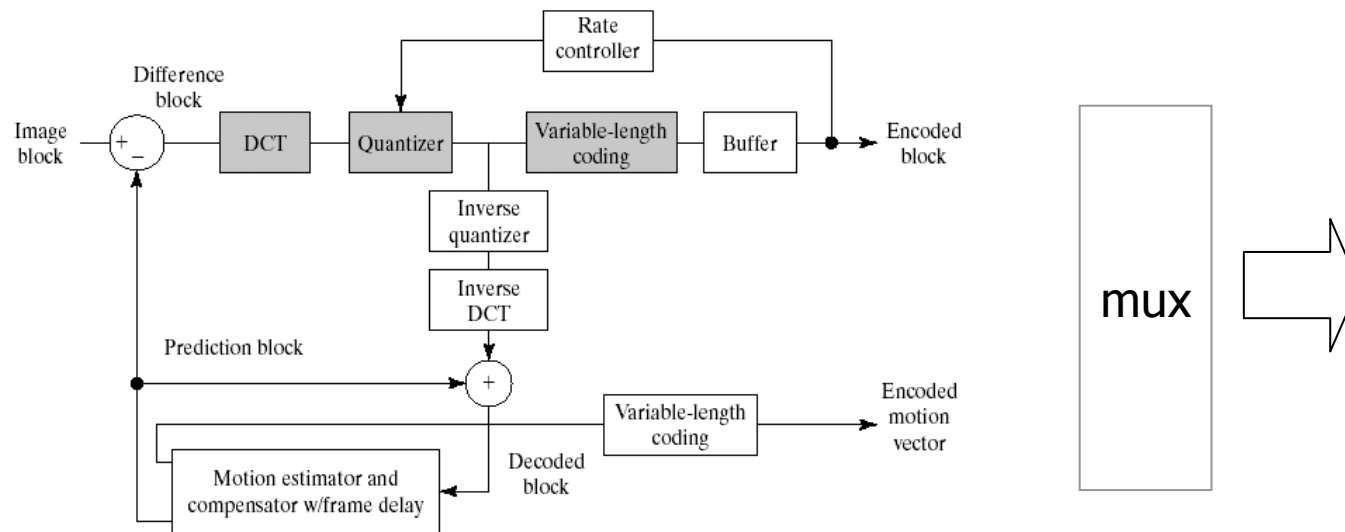 Rate
controller
Difference
block
Image
block
+
−
DCT
Quantizer
Variable-length
coding
Buffer
Encoded
block
Inverse
quantizer
Inverse
DCT
mux
Prediction block
+
Variable-length
coding
Encoded
motion
vector
Decoded
block
Motion estimator and
compensator w/frame delay